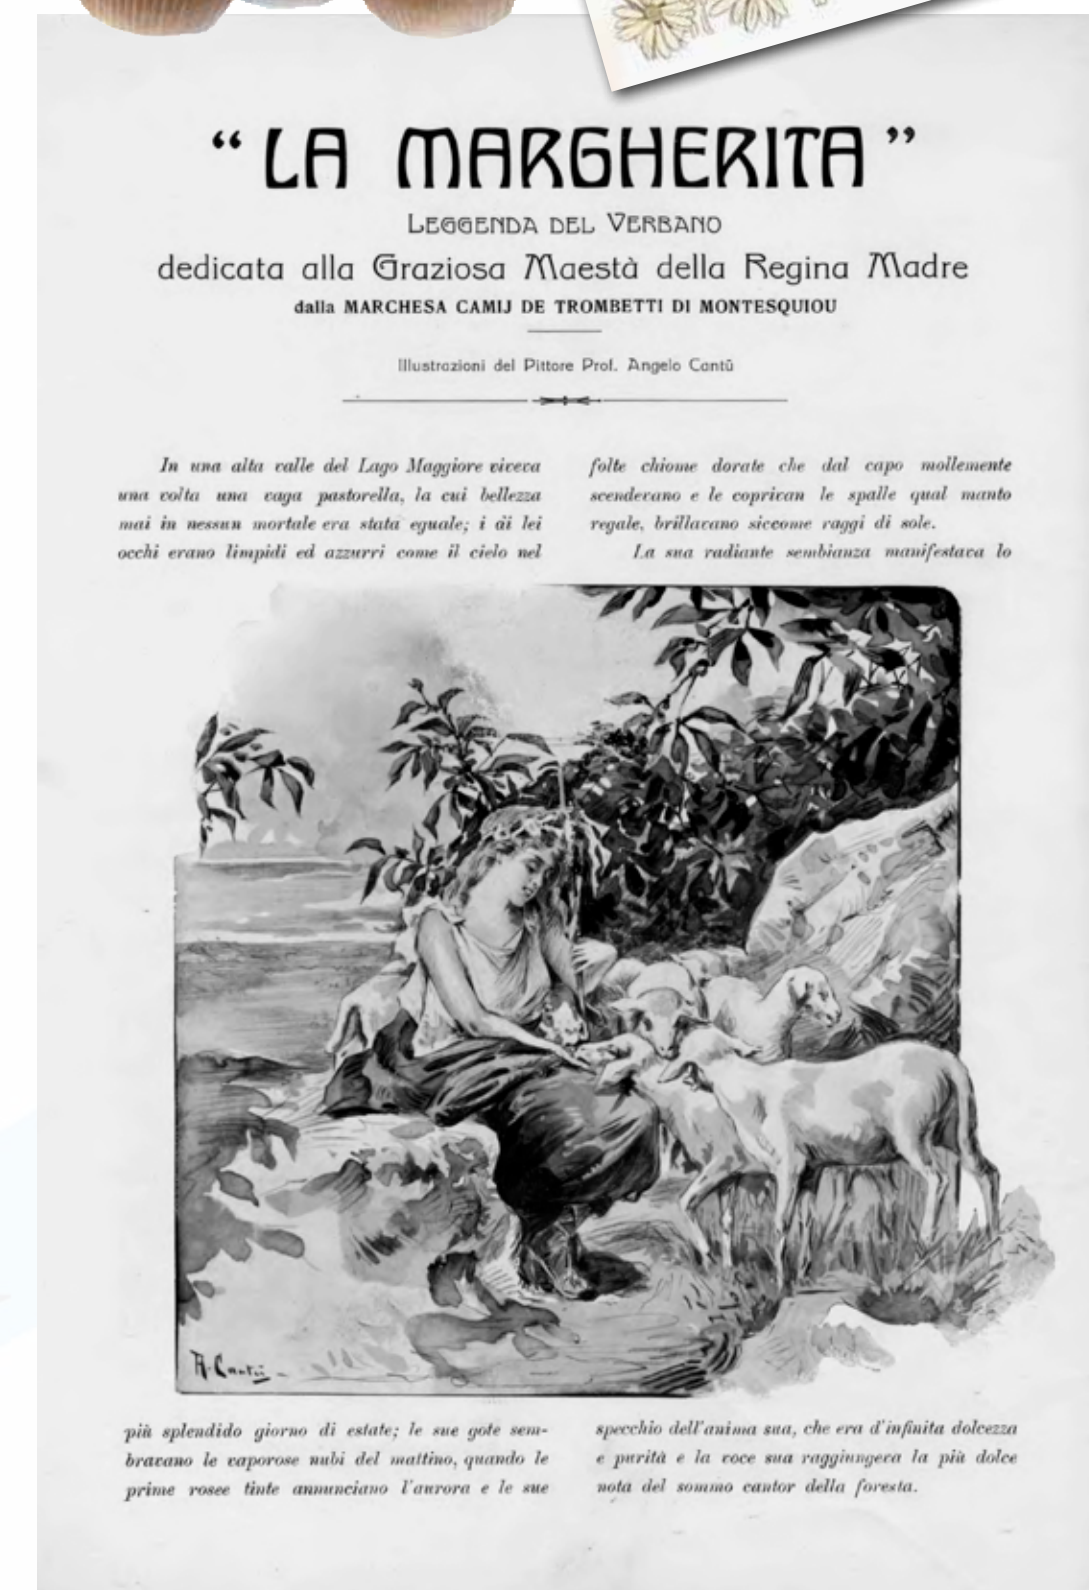 “ LA MARGHERITA ”
LEGGENDA DEL VERBANO
dedicata alla Graziosa Maestà della Regina Madre
dalla MARCHESA CAMIJ DE TROMBETTI DI MONTESQUIOU
Illustrazioni del Pittore Prof. Angelo Cantù
In una alta valle del Lago Maggiore viveva
una volta una vaga pastorella, la cui bellezza
mai in nessun mortale era stata eguale; i di lei
occhi erano limpidi ed azzurri come il cielo nel
più splendido giorno di estate; le sue gote sem-
bravano le vaporose nubi del mattino, quando le
prime rosee tinte annunciano l'aurora e le sue
folte chiome dorate che dal capo mollemente
scendevano e le coprivan le spalle qual manto
regale, brillavano siccome raggi di sole.
La sua radiante sembianza manifestava lo
specchio dell'anima sua, che era d'infinita dolcezza
e purità e la voce sua raggiungeva la più dolce
nota del sommo cantor della foresta.
A. Cantù